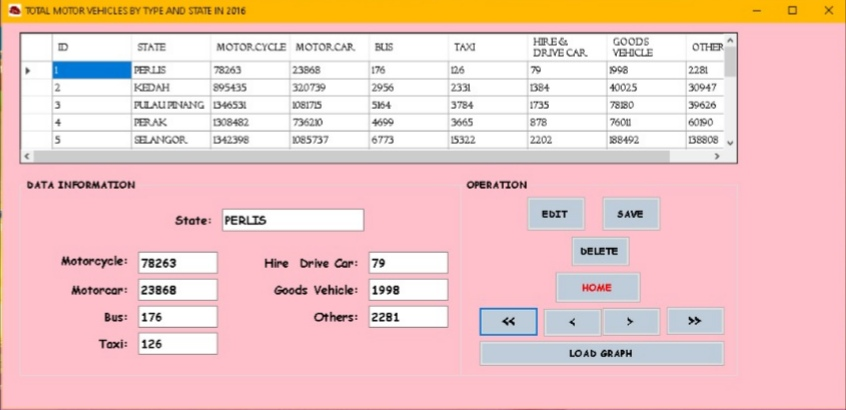 TOTAL MOTOR VEHICLES BY TYPE AND STATE IN 2016
ID STATE MOTORCYCLE MOTORCAR BUS TAXI HIRE & DRIVE CAR GOODS VEHICLE OTHER
1 PERLIS 78263 23868 176 126 79 1998 2281
2 KEDAH 895435 320739 2956 2331 1384 40025 30947
3 PULAU PINANG 1346531 1081715 5164 3784 1735 78180 39626
4 PERAK 1308482 736210 4699 3665 878 76011 60190
5 SELANGOR 1342398 1085737 6773 15322 2202 188492 138808
DATA INFORMATION
State: PERLIS
Motorcycle: 78263 Hire Drive Car: 79
Motorcar: 23868 Goods Vehicle: 1998
Bus: 176 Others: 2281
Taxi: 126
OPERATION
EDIT SAVE
DELETE
HOME
<< < > >>
LOAD GRAPH